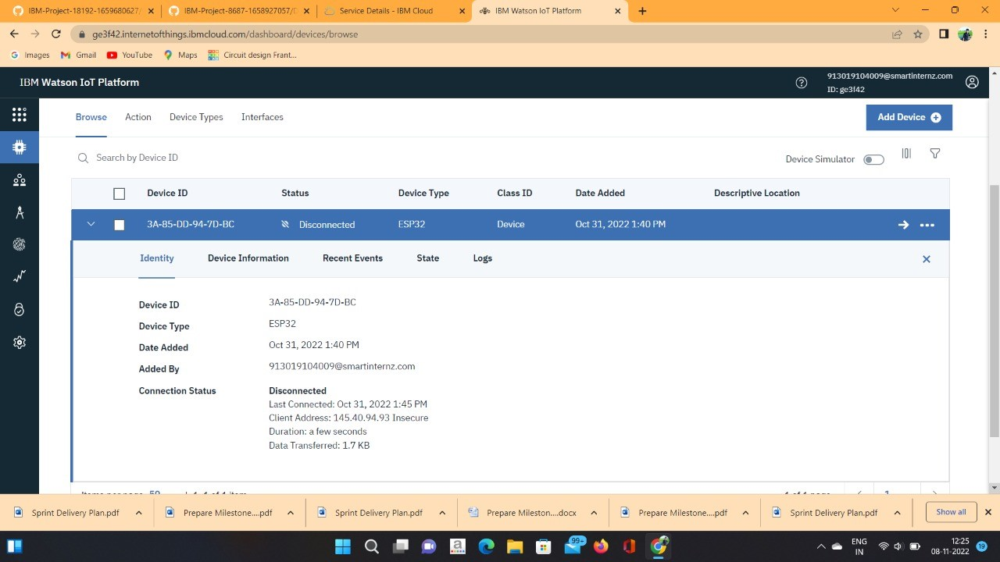 IBM-Project-18192-1659680627/
IBM-Project-8687-1658927057/D
Service Details - IBM Cloud
IBM Watson IoT Platform
ge3f42.internetofthings.ibmcloud.com/dashboard/devices/browse
Images
Gmail
YouTube
Maps
Circuit design Frant...
IBM Watson IoT Platform
913019104009@smartinternz.com
ID: ge3f42
Browse
Action
Device Types
Interfaces
Add Device
Search by Device ID
Device Simulator
Device ID
Status
Device Type
Class ID
Date Added
Descriptive Location
3A-85-DD-94-7D-BC
Disconnected
ESP32
Device
Oct 31, 2022 1:40 PM
Identity
Device Information
Recent Events
State
Logs
Device ID
3A-85-DD-94-7D-BC
Device Type
ESP32
Date Added
Oct 31, 2022 1:40 PM
Added By
913019104009@smartinternz.com
Connection Status
Disconnected
Last Connected: Oct 31, 2022 1:45 PM
Client Address: 145.40.94.93 Insecure
Duration: a few seconds
Data Transferred: 1.7 KB
Items per page 50
1-1 of 1 item
1 of 1 page
1
Sprint Delivery Plan.pdf
Prepare Milestone....pdf
Sprint Delivery Plan.pdf
Prepare Mileston....docx
Prepare Milestone....pdf
Sprint Delivery Plan.pdf
Show all
99+
ENG
IN
12:25
08-11-2022
19